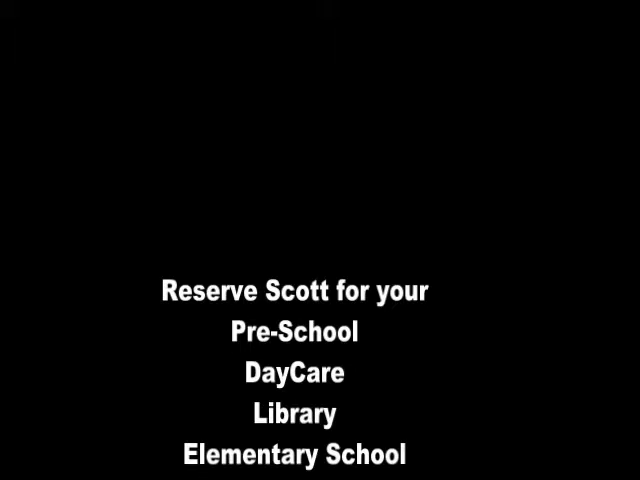 Reserve Scott for your
Pre-School
DayCare
Library
Elementary School